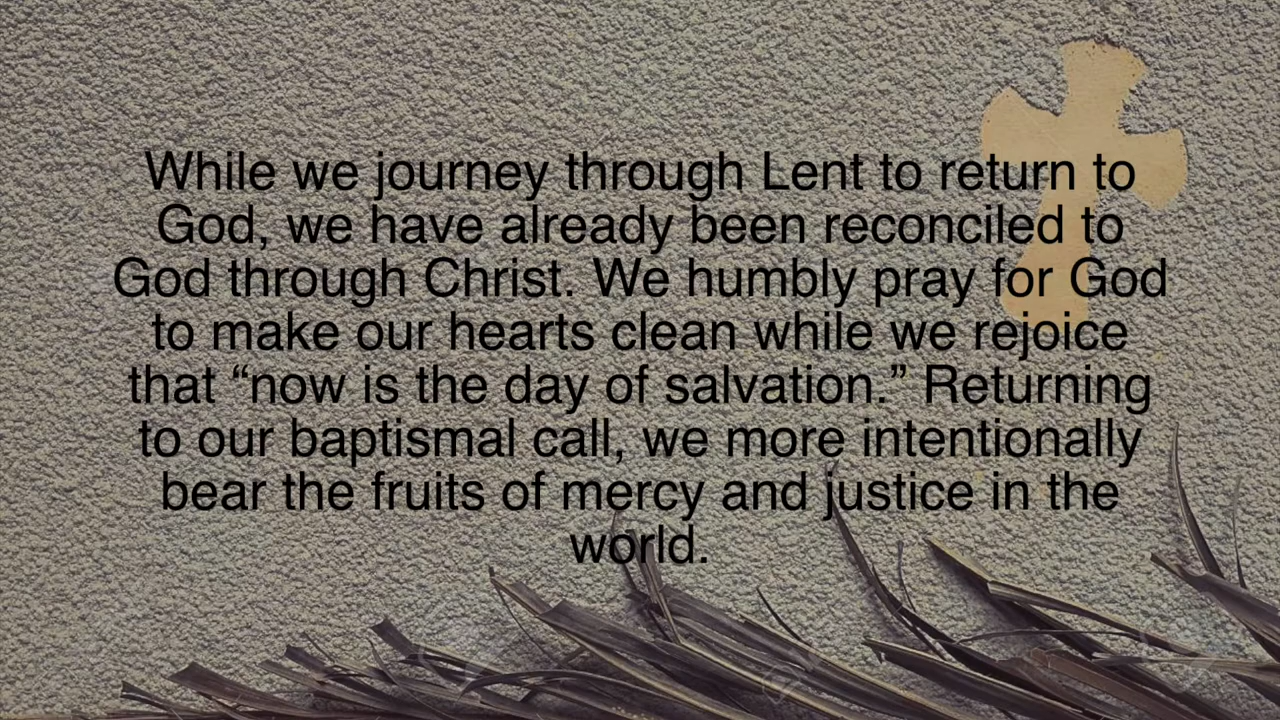 While we journey through Lent to return to
God, we have already been reconciled to
God through Christ. We humbly pray for God
to make our hearts clean while we rejoice
that “now is the day of salvation.” Returning
to our baptismal call, we more intentionally
bear the fruits of mercy and justice in the
world.